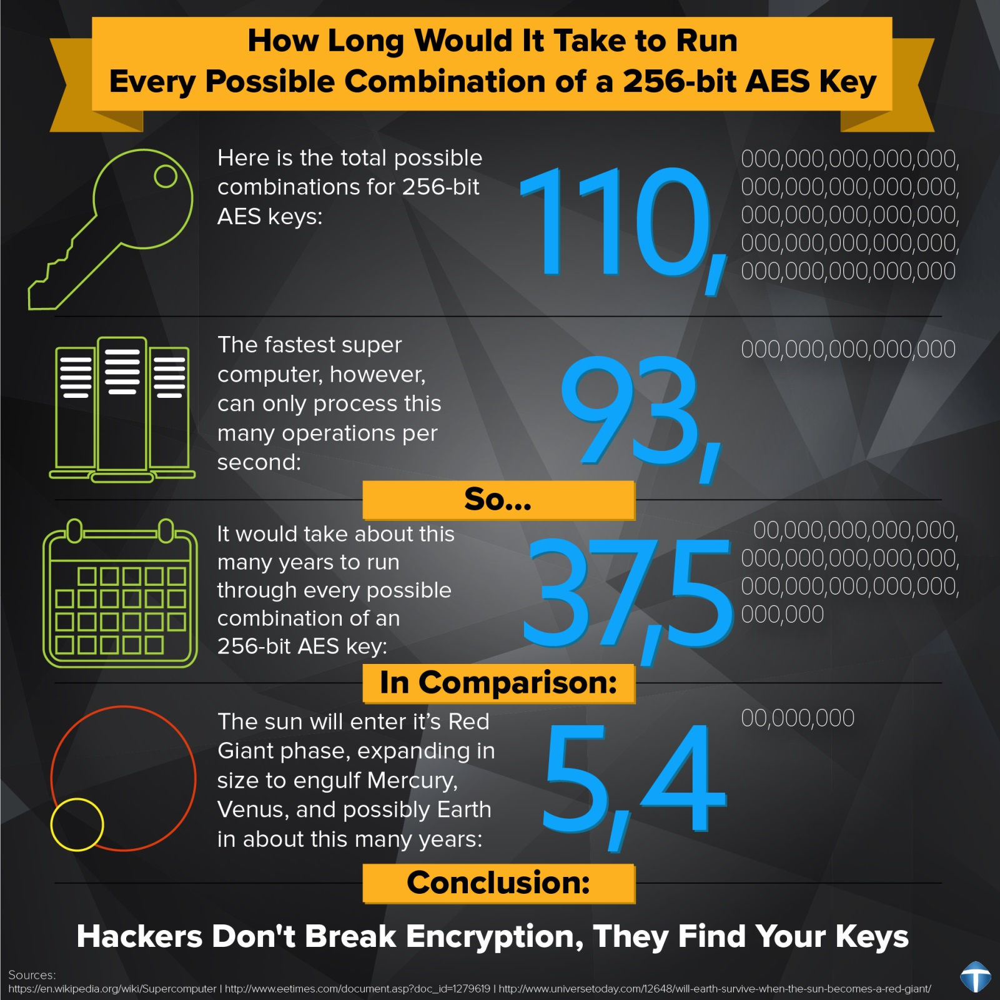 How Long Would It Take to Run
Every Possible Combination of a 256-bit AES Key
Here is the total possible
combinations for 256-bit
AES keys:
110,
000,000,000,000,000,
000,000,000,000,000,
000,000,000,000,000,
000,000,000,000,000,
000,000,000,000,000
The fastest super
computer, however,
can only process this
many operations per
second:
93,
000,000,000,000,000
So...
It would take about this
many years to run
through every possible
combination of an
256-bit AES key:
37,5
00,000,000,000,000,
000,000,000,000,000,
000,000,000,000,000,
000,000
In Comparison:
The sun will enter it’s Red
Giant phase, expanding in
size to engulf Mercury,
Venus, and possibly Earth
in about this many years:
5,4
00,000,000
Conclusion:
Hackers Don't Break Encryption, They Find Your Keys
Sources:
https://en.wikipedia.org/wiki/Supercomputer | http://www.eetimes.com/document.asp?doc_id=1279619 | http://www.universetoday.com/12648/will-earth-survive-when-the-sun-becomes-a-red-giant/